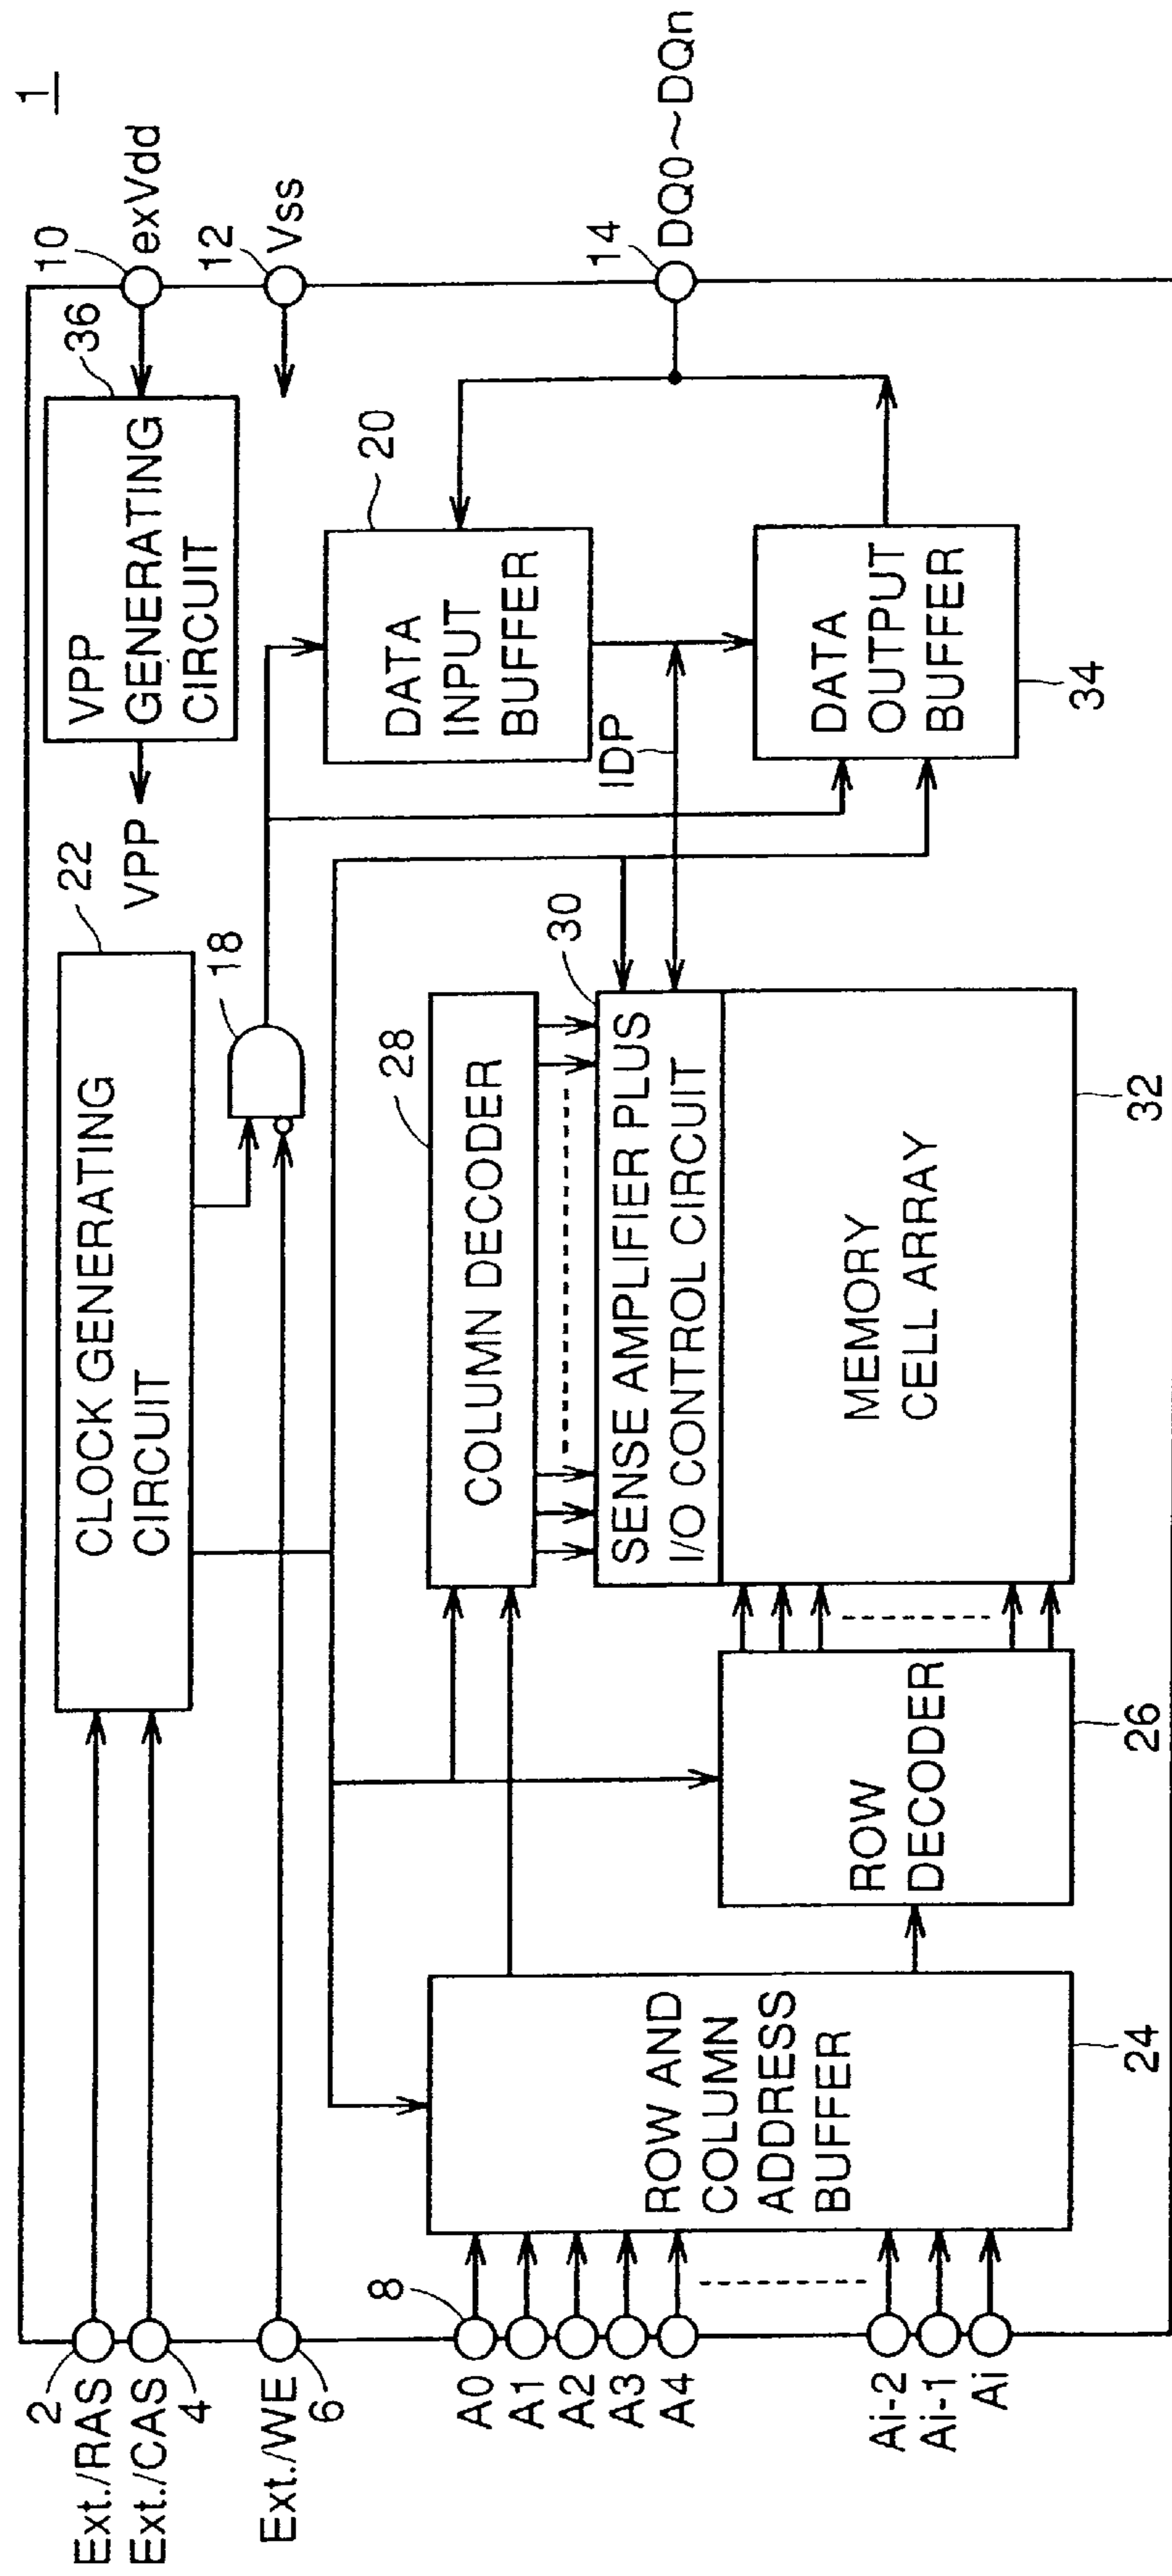 1
Ext./RAS
2
Ext./CAS
4
Ext./WE
6
8
A0
A1
A2
A3
A4
Ai-2
Ai-1
Ai
CLOCK GENERATING
CIRCUIT
22
18
VPP
VPP
GENERATING
CIRCUIT
36
10
exVdd
12
Vss
14
DQ0~DQn
DATA
INPUT
BUFFER
20
IDP
DATA
OUTPUT
BUFFER
34
COLUMN DECODER
28
SENSE AMPLIFIER PLUS
I/O CONTROL CIRCUIT
30
MEMORY
CELL ARRAY
32
ROW
DECODER
26
ROW AND
COLUMN
ADDRESS
BUFFER
24